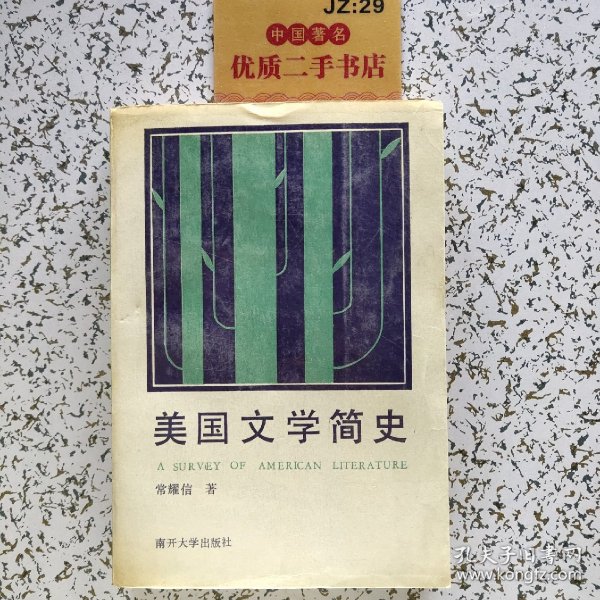 JZ:29
中国著名
优质二手书店
美国文学简史
A SURVEY OF AMERICAN LITERATURE
常耀信 著
南开大学出版社
孔夫子旧书网
www.kongfz.com